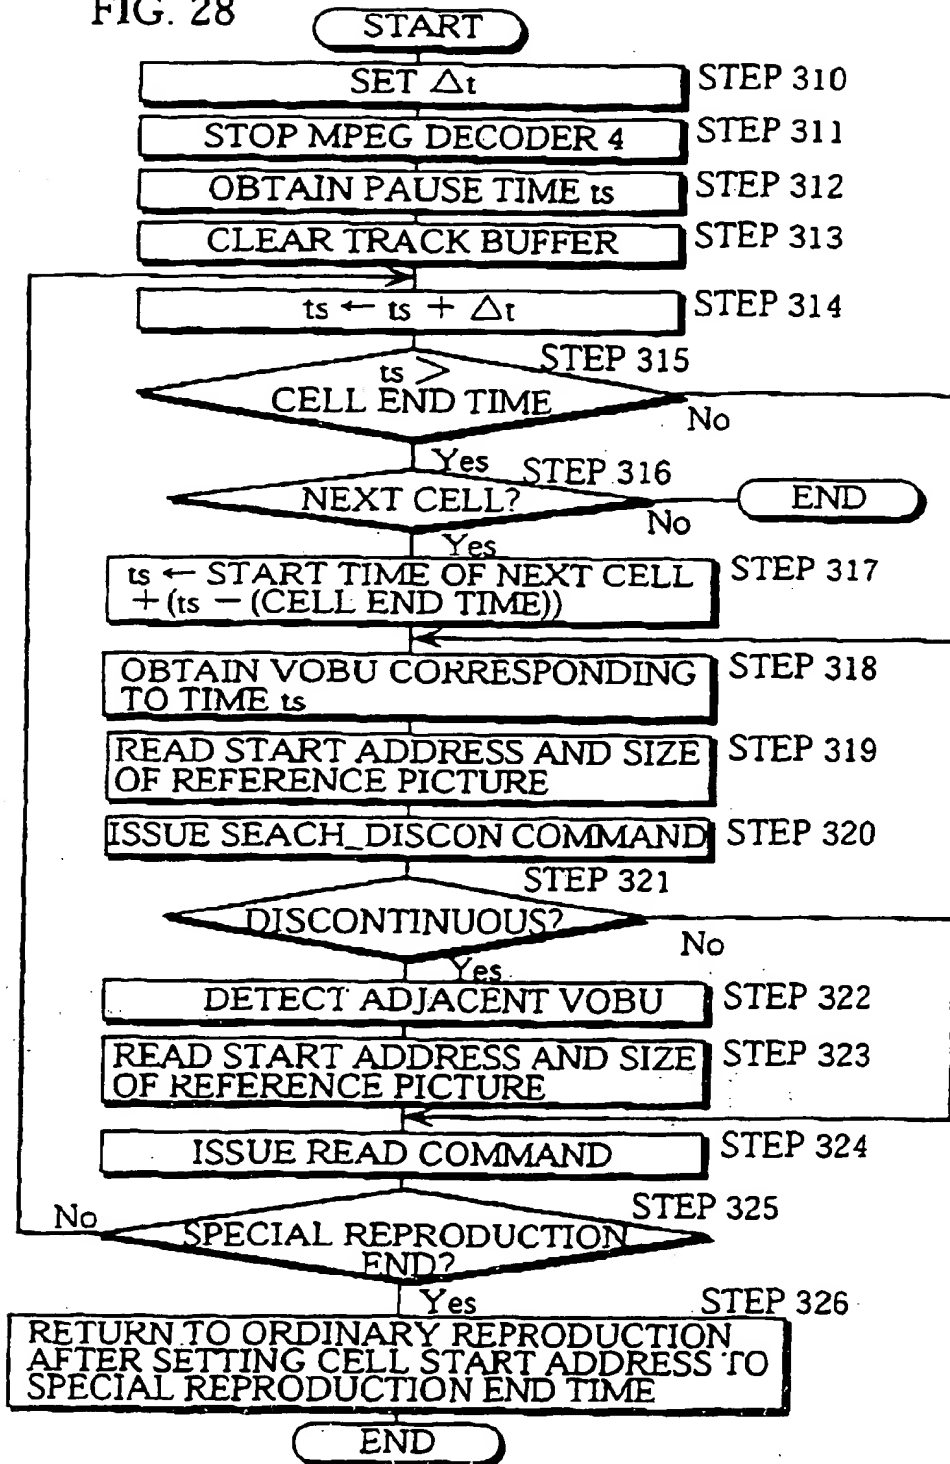 FIG. 28
START
SET Δt
STEP 310
STOP MPEG DECODER 4
STEP 311
OBTAIN PAUSE TIME ts
STEP 312
CLEAR TRACK BUFFER
STEP 313
ts ← ts + Δt
STEP 314
STEP 315
ts >
CELL END TIME
No
Yes
STEP 316
NEXT CELL?
END
No
Yes
ts ← START TIME OF NEXT CELL
+ (ts − (CELL END TIME))
STEP 317
OBTAIN VOBU CORRESPONDING
TO TIME ts
STEP 318
READ START ADDRESS AND SIZE
OF REFERENCE PICTURE
STEP 319
ISSUE SEACH_DISCON COMMAND
STEP 320
STEP 321
DISCONTINUOUS?
No
Yes
DETECT ADJACENT VOBU
STEP 322
READ START ADDRESS AND SIZE
OF REFERENCE PICTURE
STEP 323
ISSUE READ COMMAND
STEP 324
STEP 325
No
SPECIAL REPRODUCTION
END?
Yes
STEP 326
RETURN TO ORDINARY REPRODUCTION
AFTER SETTING CELL START ADDRESS TO
SPECIAL REPRODUCTION END TIME
END